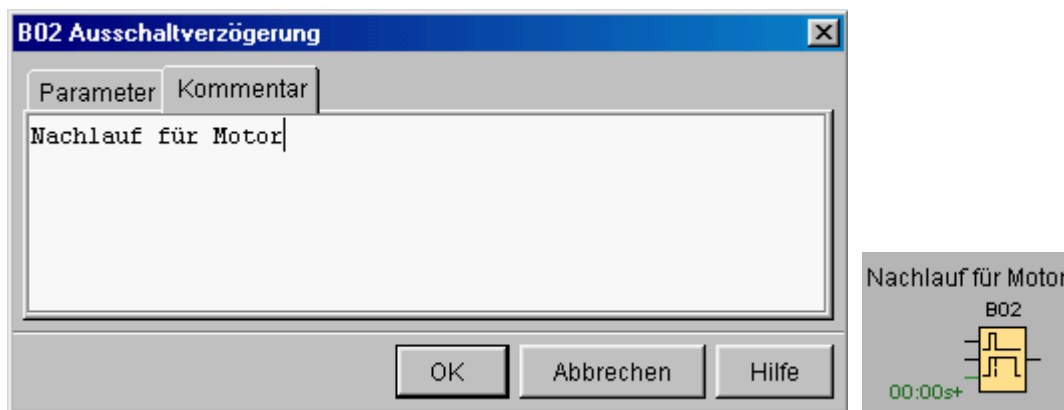 B02 Ausschaltverzögerung
Parameter Kommentar
Nachlauf für Motor
OK Abbrechen Hilfe
Nachlauf für Motor
B02
00:00s+